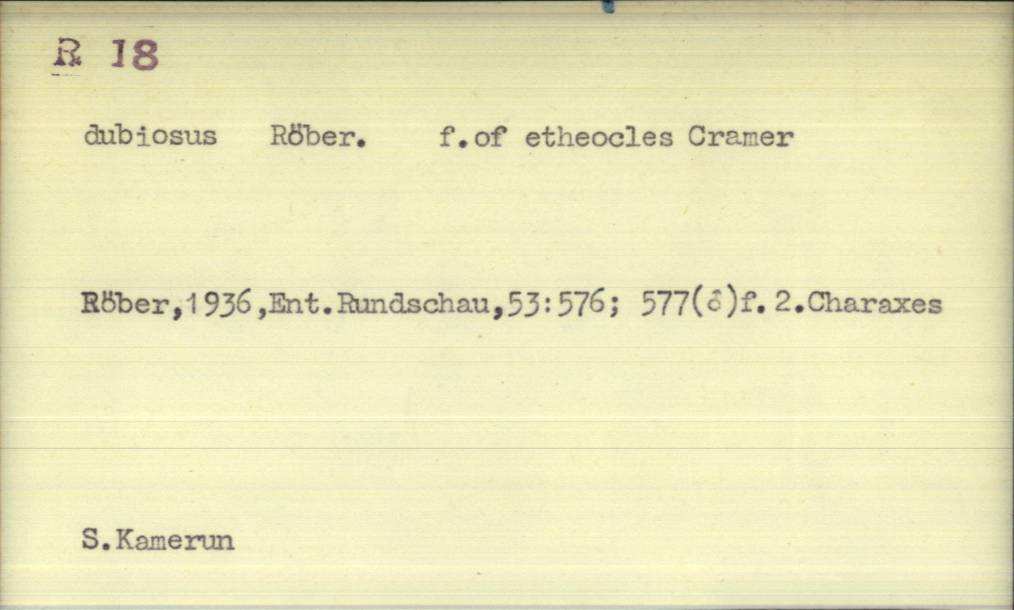 R 18
dubiosus Röber. f.of etheocles Cramer
Röber,1936,Ent.Rundschau,53:576; 577(♂)f.2.Charaxes
S.Kamerun